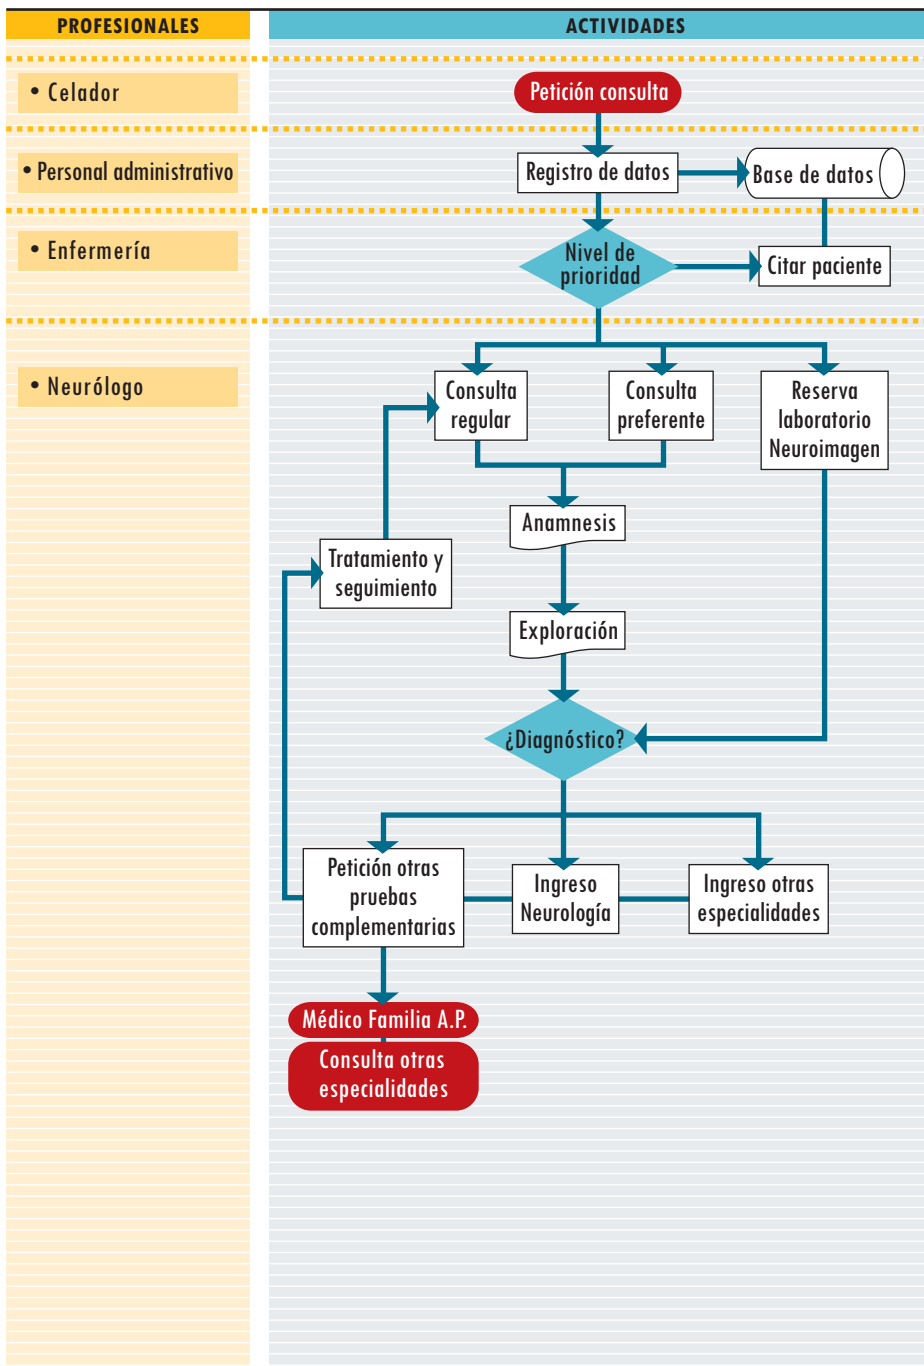 PROFESIONALES
ACTIVIDADES
• Celador
Petición consulta
• Personal administrativo
Registro de datos
Base de datos
• Enfermería
Nivel de
prioridad
Citar paciente
• Neurólogo
Consulta
regular
Consulta
preferente
Reserva
laboratorio
Neuroimagen
Anamnesis
Tratamiento y
seguimiento
Exploración
¿Diagnóstico?
Petición otras
pruebas
complementarias
Ingreso
Neurología
Ingreso otras
especialidades
Médico Familia A.P.
Consulta otras
especialidades